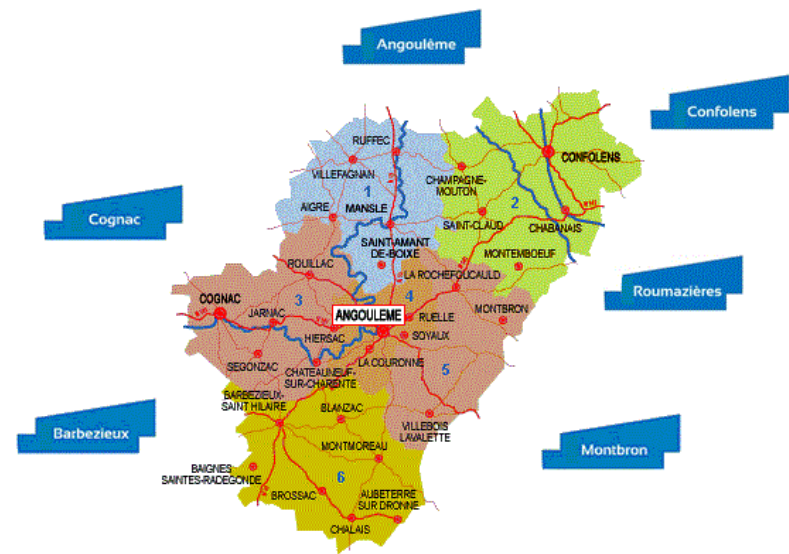 Angoulême
Confolens
RUFFEC
VILLEFAGNAN
CONFOLENS
CHAMPAGNE-
MOUTON
1
2
AIGRE
MANSLE
Cognac
SAINT-CLAUD
CHABANAIS
SAINT-AMANT
DE-BOIXE
MONTEMBOEUF
ROUILLAC
LA ROCHEFOUCAULD
Roumazières
COGNAC
3
4
JARNAC
ANGOULEME
RUELLE
MONTBRON
HIERSAC
SOYAUX
SEGONZAC
LA COURONNE
5
CHATEAUNEUF-
SUR-CHARENTE
BARBEZIEUX-
SAINT HILAIRE
BLANZAC
Barbezieux
VILLEBOIS
LAVALETTE
MONTMOREAU
Montbron
BAIGNES
SAINTES-RADEGONDE
6
BROSSAC
AUBETERRE
SUR DRONNE
CHALAIS